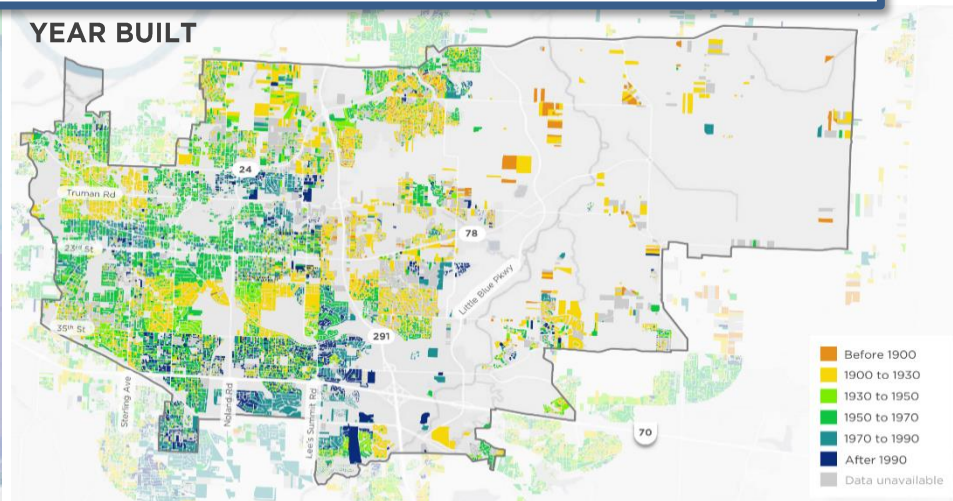 YEAR BUILT
24
Truman Rd
78
23rd St
Little Blue Pkwy
35th St
291
Sterling Ave
Noland Rd
Lee's Summit Rd
70
Before 1900
1900 to 1930
1930 to 1950
1950 to 1970
1970 to 1990
After 1990
Data unavailable